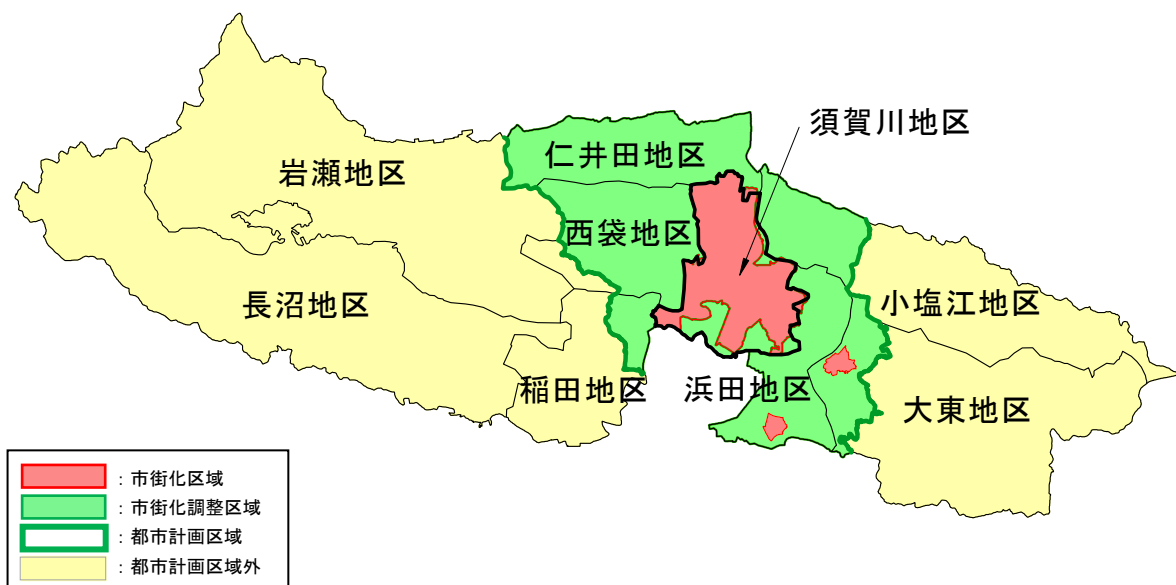 須賀川地区
仁井田地区
岩瀬地区
西袋地区
長沼地区
小塩江地区
稲田地区
浜田地区
大東地区
：市街化区域
：市街化調整区域
：都市計画区域
：都市計画区域外